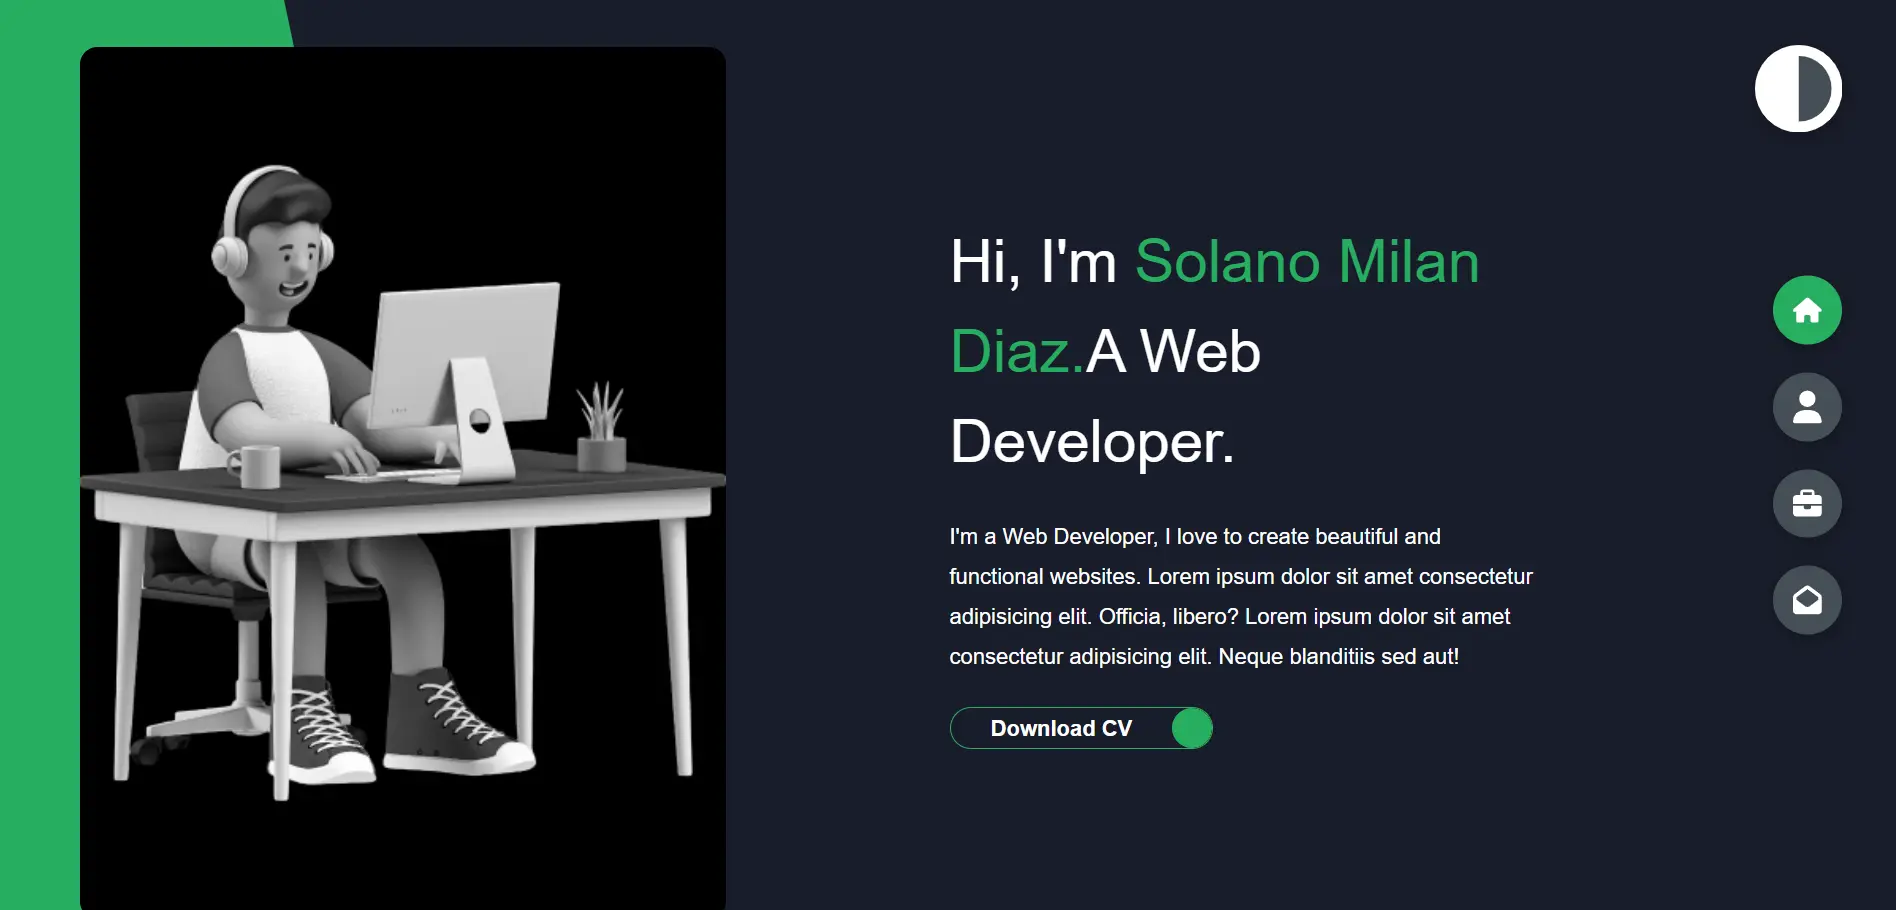 Hi, I'm Solano Milan
Diaz.A Web
Developer.
I'm a Web Developer, I love to create beautiful and
functional websites. Lorem ipsum dolor sit amet consectetur
adipisicing elit. Officia, libero? Lorem ipsum dolor sit amet
consectetur adipisicing elit. Neque blanditiis sed aut!
Download CV